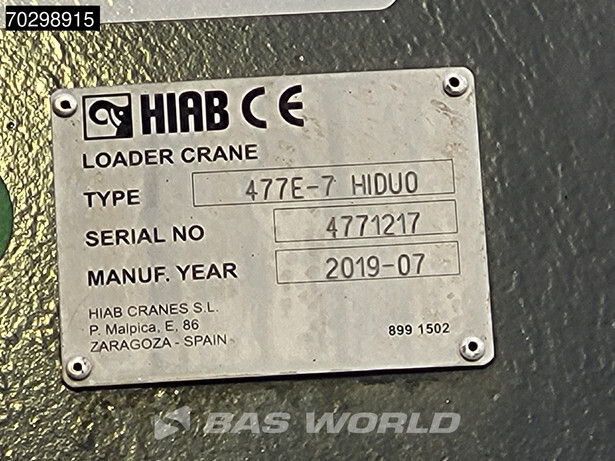 70298915
HIAB CE
LOADER CRANE
TYPE 477E-7 HIDUO
SERIAL NO 4771217
MANUF. YEAR 2019-07
HIAB CRANES S.L.
P. Malpica, E, 86
ZARAGOZA - SPAIN
899 1502
BAS WORLD